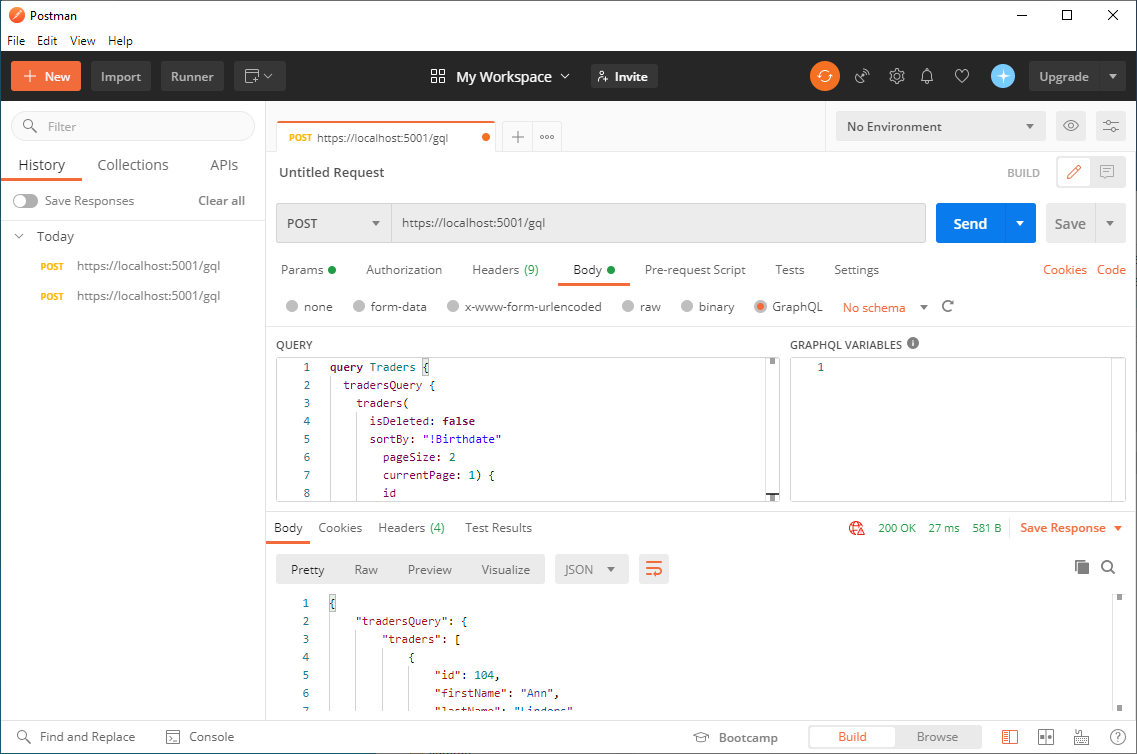 Postman
File Edit View Help
New Import Runner My Workspace Invite Upgrade
Filter
History Collections APIs
Save Responses Clear all
Today
POST https://localhost:5001/gql
POST https://localhost:5001/gql
POST https://localhost:5001/gql
No Environment
Untitled Request
BUILD
POST https://localhost:5001/gql Send Save
Params Authorization Headers (9) Body Pre-request Script Tests Settings Cookies Code
none form-data x-www-form-urlencoded raw binary GraphQL No schema
QUERY
1 query Traders {
2 tradersQuery {
3 traders(
4 isDeleted: false
5 sortBy: "!Birthdate"
6 pageSize: 2
7 currentPage: 1) {
8 id
GRAPHQL VARIABLES
1
Body Cookies Headers (4) Test Results 200 OK 27 ms 581 B Save Response
Pretty Raw Preview Visualize JSON
1 {
2 "tradersQuery": {
3 "traders": [
4 {
5 "id": 104,
6 "firstName": "Ann",
7 "lastName": "Linders"
Find and Replace Console Bootcamp Build Browse